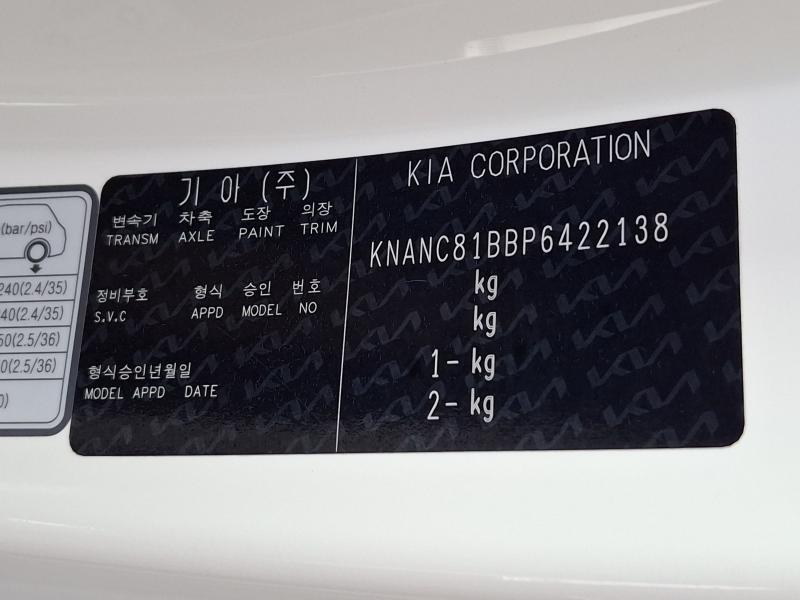 (bar/psi)
240(2.4/35)
40(2.4/35)
50(2.5/36)
0(2.5/36)
0)
기 아 (주)
변속기 차축 도장 의장
TRANSM AXLE PAINT TRIM
정비부호 형식 승인 번호
S.V.C APPD MODEL NO
형식승인년월일
MODEL APPD DATE
KIA CORPORATION
KNANC81BBP6422138
kg
kg
1- kg
2- kg